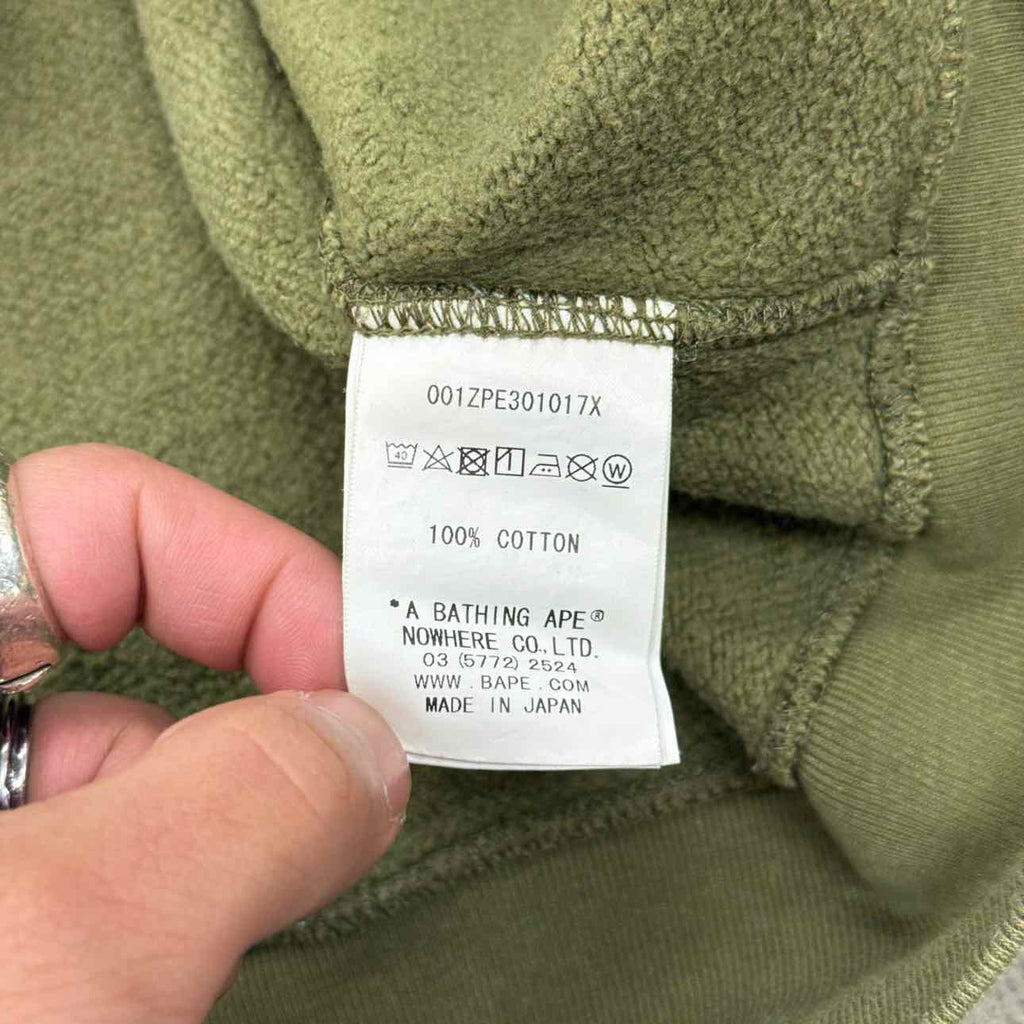 001ZPE301017X
40
W
100% COTTON
*A BATHING APE®
NOWHERE CO.,LTD.
03 (5772) 2524
WWW . BAPE . COM
MADE IN JAPAN